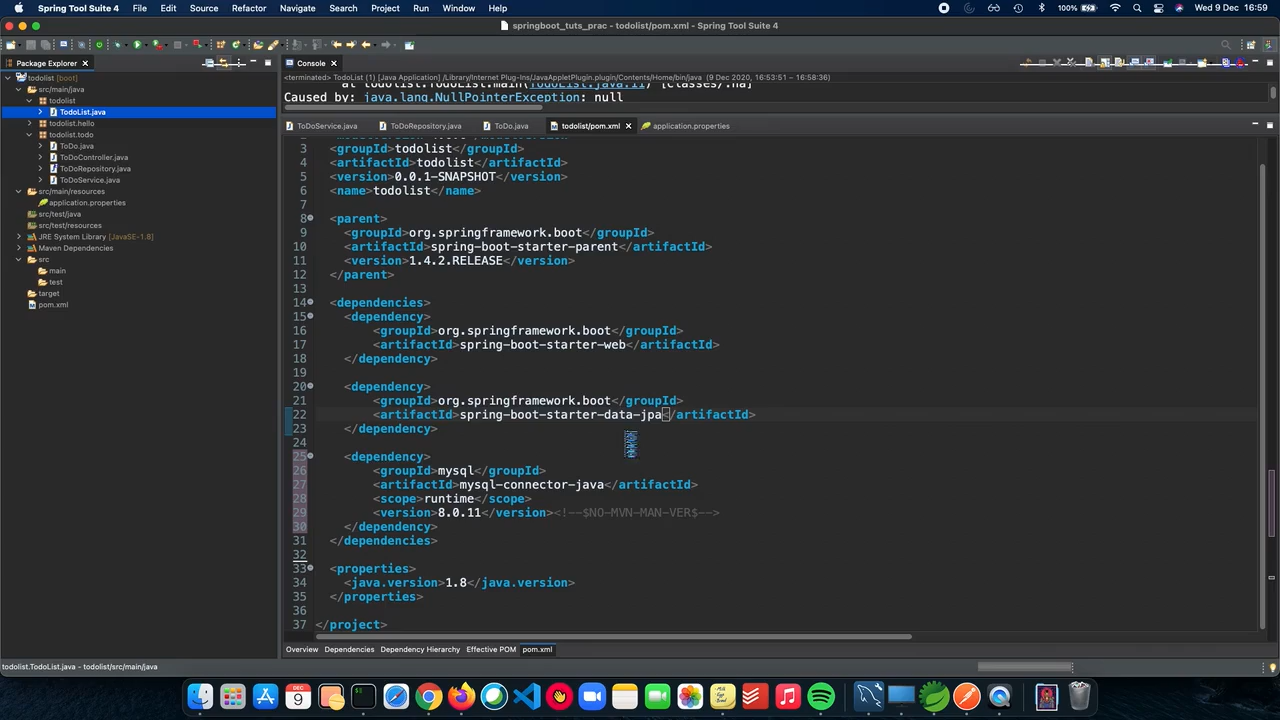 Spring Tool Suite 4 File Edit Source Refactor Navigate Search Project Run Window Help 100% Wed 9 Dec 16:59
springboot_tuts_prac - todolist/pom.xml - Spring Tool Suite 4
Package Explorer
todolist [boot]
src/main/java
todolist
TodoList.java
todolist.hello
todolist.todo
ToDo.java
ToDoController.java
ToDoRepository.java
ToDoService.java
src/main/resources
application.properties
src/test/java
src/test/resources
JRE System Library [JavaSE-1.8]
Maven Dependencies
src
main
test
target
pom.xml
Console
<terminated> TodoList (1) [Java Application] /Library/Internet Plug-Ins/JavaAppletPlugin.plugin/Contents/Home/bin/java (9 Dec 2020, 16:53:51 – 16:58:36)
at todolist.TodoList.main(TodoList.java:11) [classes/:na]
Caused by: java.lang.NullPointerException: null
ToDoService.java ToDoRepository.java ToDo.java todolist/pom.xml application.properties
3 <groupId>todolist</groupId>
4 <artifactId>todolist</artifactId>
5 <version>0.0.1-SNAPSHOT</version>
6 <name>todolist</name>
7
8 <parent>
9 <groupId>org.springframework.boot</groupId>
10 <artifactId>spring-boot-starter-parent</artifactId>
11 <version>1.4.2.RELEASE</version>
12 </parent>
13
14 <dependencies>
15 <dependency>
16 <groupId>org.springframework.boot</groupId>
17 <artifactId>spring-boot-starter-web</artifactId>
18 </dependency>
19
20 <dependency>
21 <groupId>org.springframework.boot</groupId>
22 <artifactId>spring-boot-starter-data-jpa</artifactId>
23 </dependency>
24
25 <dependency>
26 <groupId>mysql</groupId>
27 <artifactId>mysql-connector-java</artifactId>
28 <scope>runtime</scope>
29 <version>8.0.11</version><!--$NO-MVN-MAN-VER$-->
30 </dependency>
31 </dependencies>
32
33 <properties>
34 <java.version>1.8</java.version>
35 </properties>
36
37 </project>
Overview Dependencies Dependency Hierarchy Effective POM pom.xml
todolist.TodoList.java - todolist/src/main/java
DEC
9